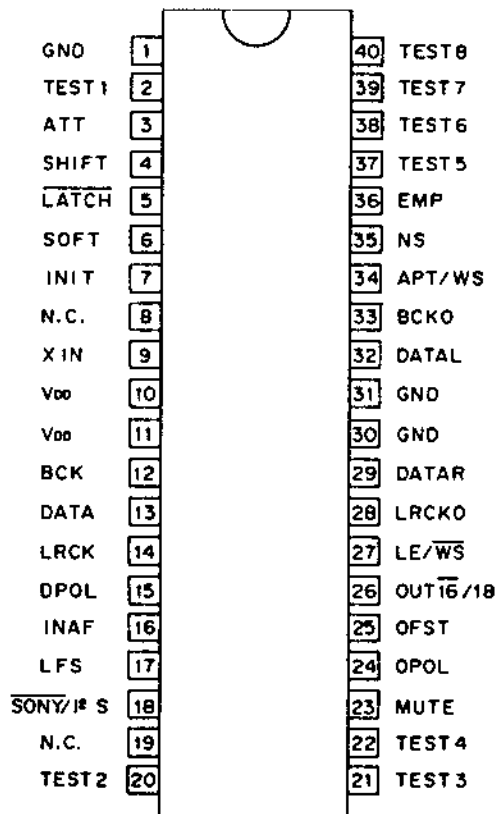 GND 1 40 TEST8
TEST1 2 39 TEST7
ATT 3 38 TEST6
SHIFT 4 37 TEST5
L̅A̅T̅C̅H̅ 5 36 EMP
SOFT 6 35 NS
INIT 7 34 APT/WS
N.C. 8 33 BCKO
XIN 9 32 DATAL
VDD 10 31 GND
VDD 11 30 GND
BCK 12 29 DATAR
DATA 13 28 LRCKO
LRCK 14 27 LE/W̅S̅
DPOL 15 26 OUT1̅6̅/18
INAF 16 25 OFST
LFS 17 24 OPOL
S̅O̅N̅Y̅/I²S 18 23 MUTE
N.C. 19 22 TEST4
TEST2 20 21 TEST3